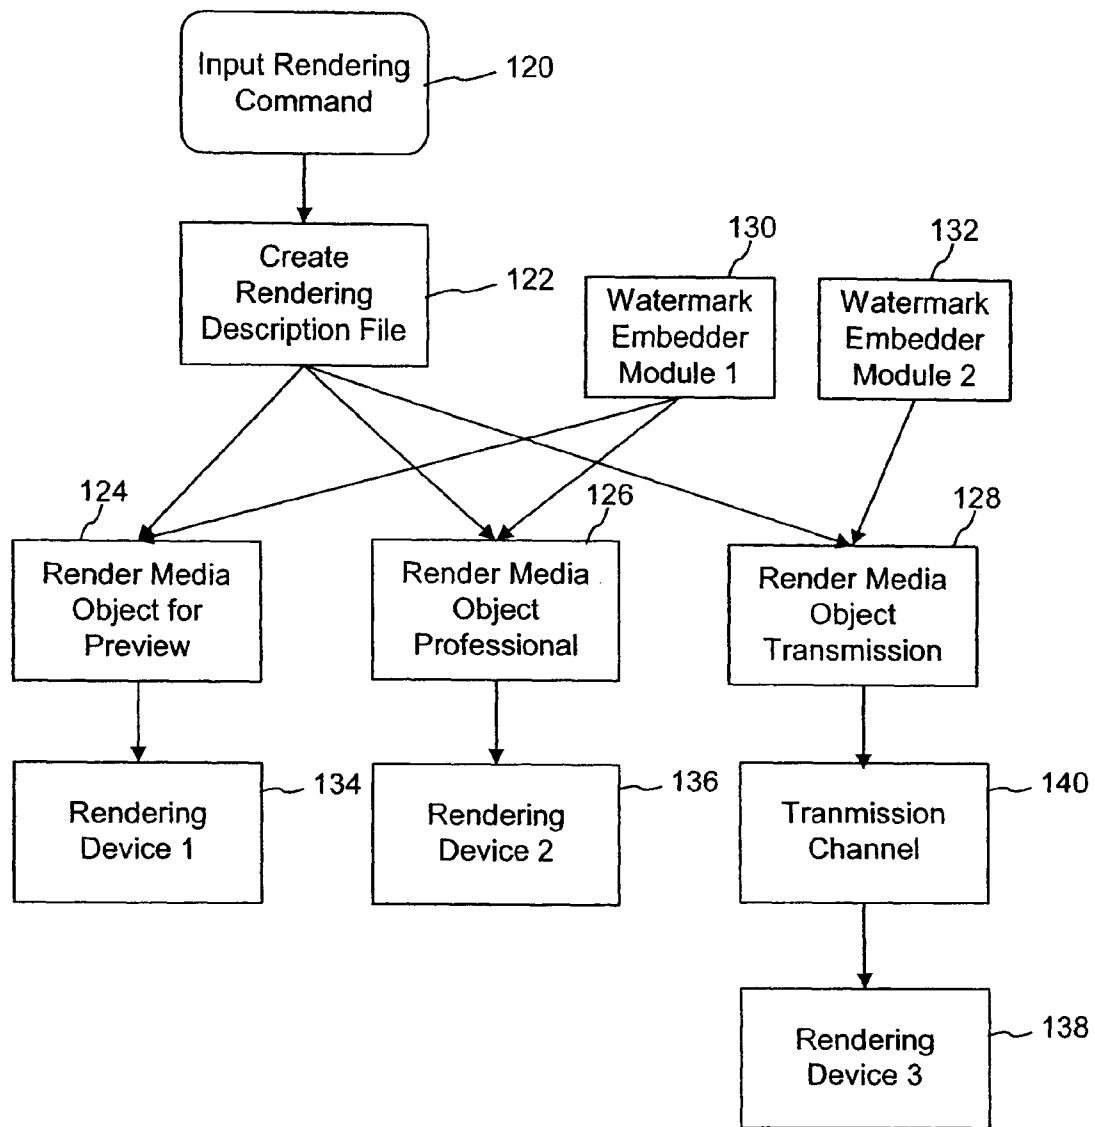 Input Rendering
Command
120
Create
Rendering
Description File
122
130
132
Watermark
Embedder
Module 1
Watermark
Embedder
Module 2
124
126
128
Render Media
Object for
Preview
Render Media
Object
Professional
Render Media
Object
Transmission
Rendering
Device 1
134
Rendering
Device 2
136
Tranmission
Channel
140
Rendering
Device 3
138